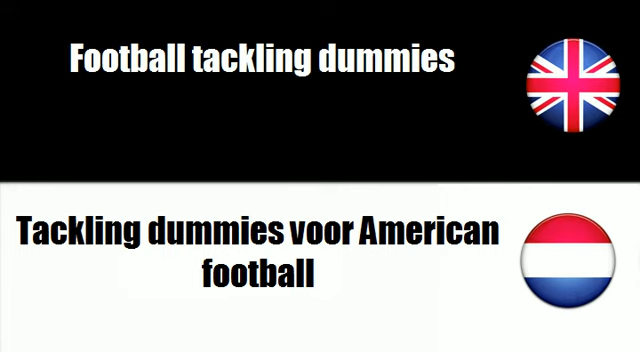 Football tackling dummies
Tackling dummies voor American
football